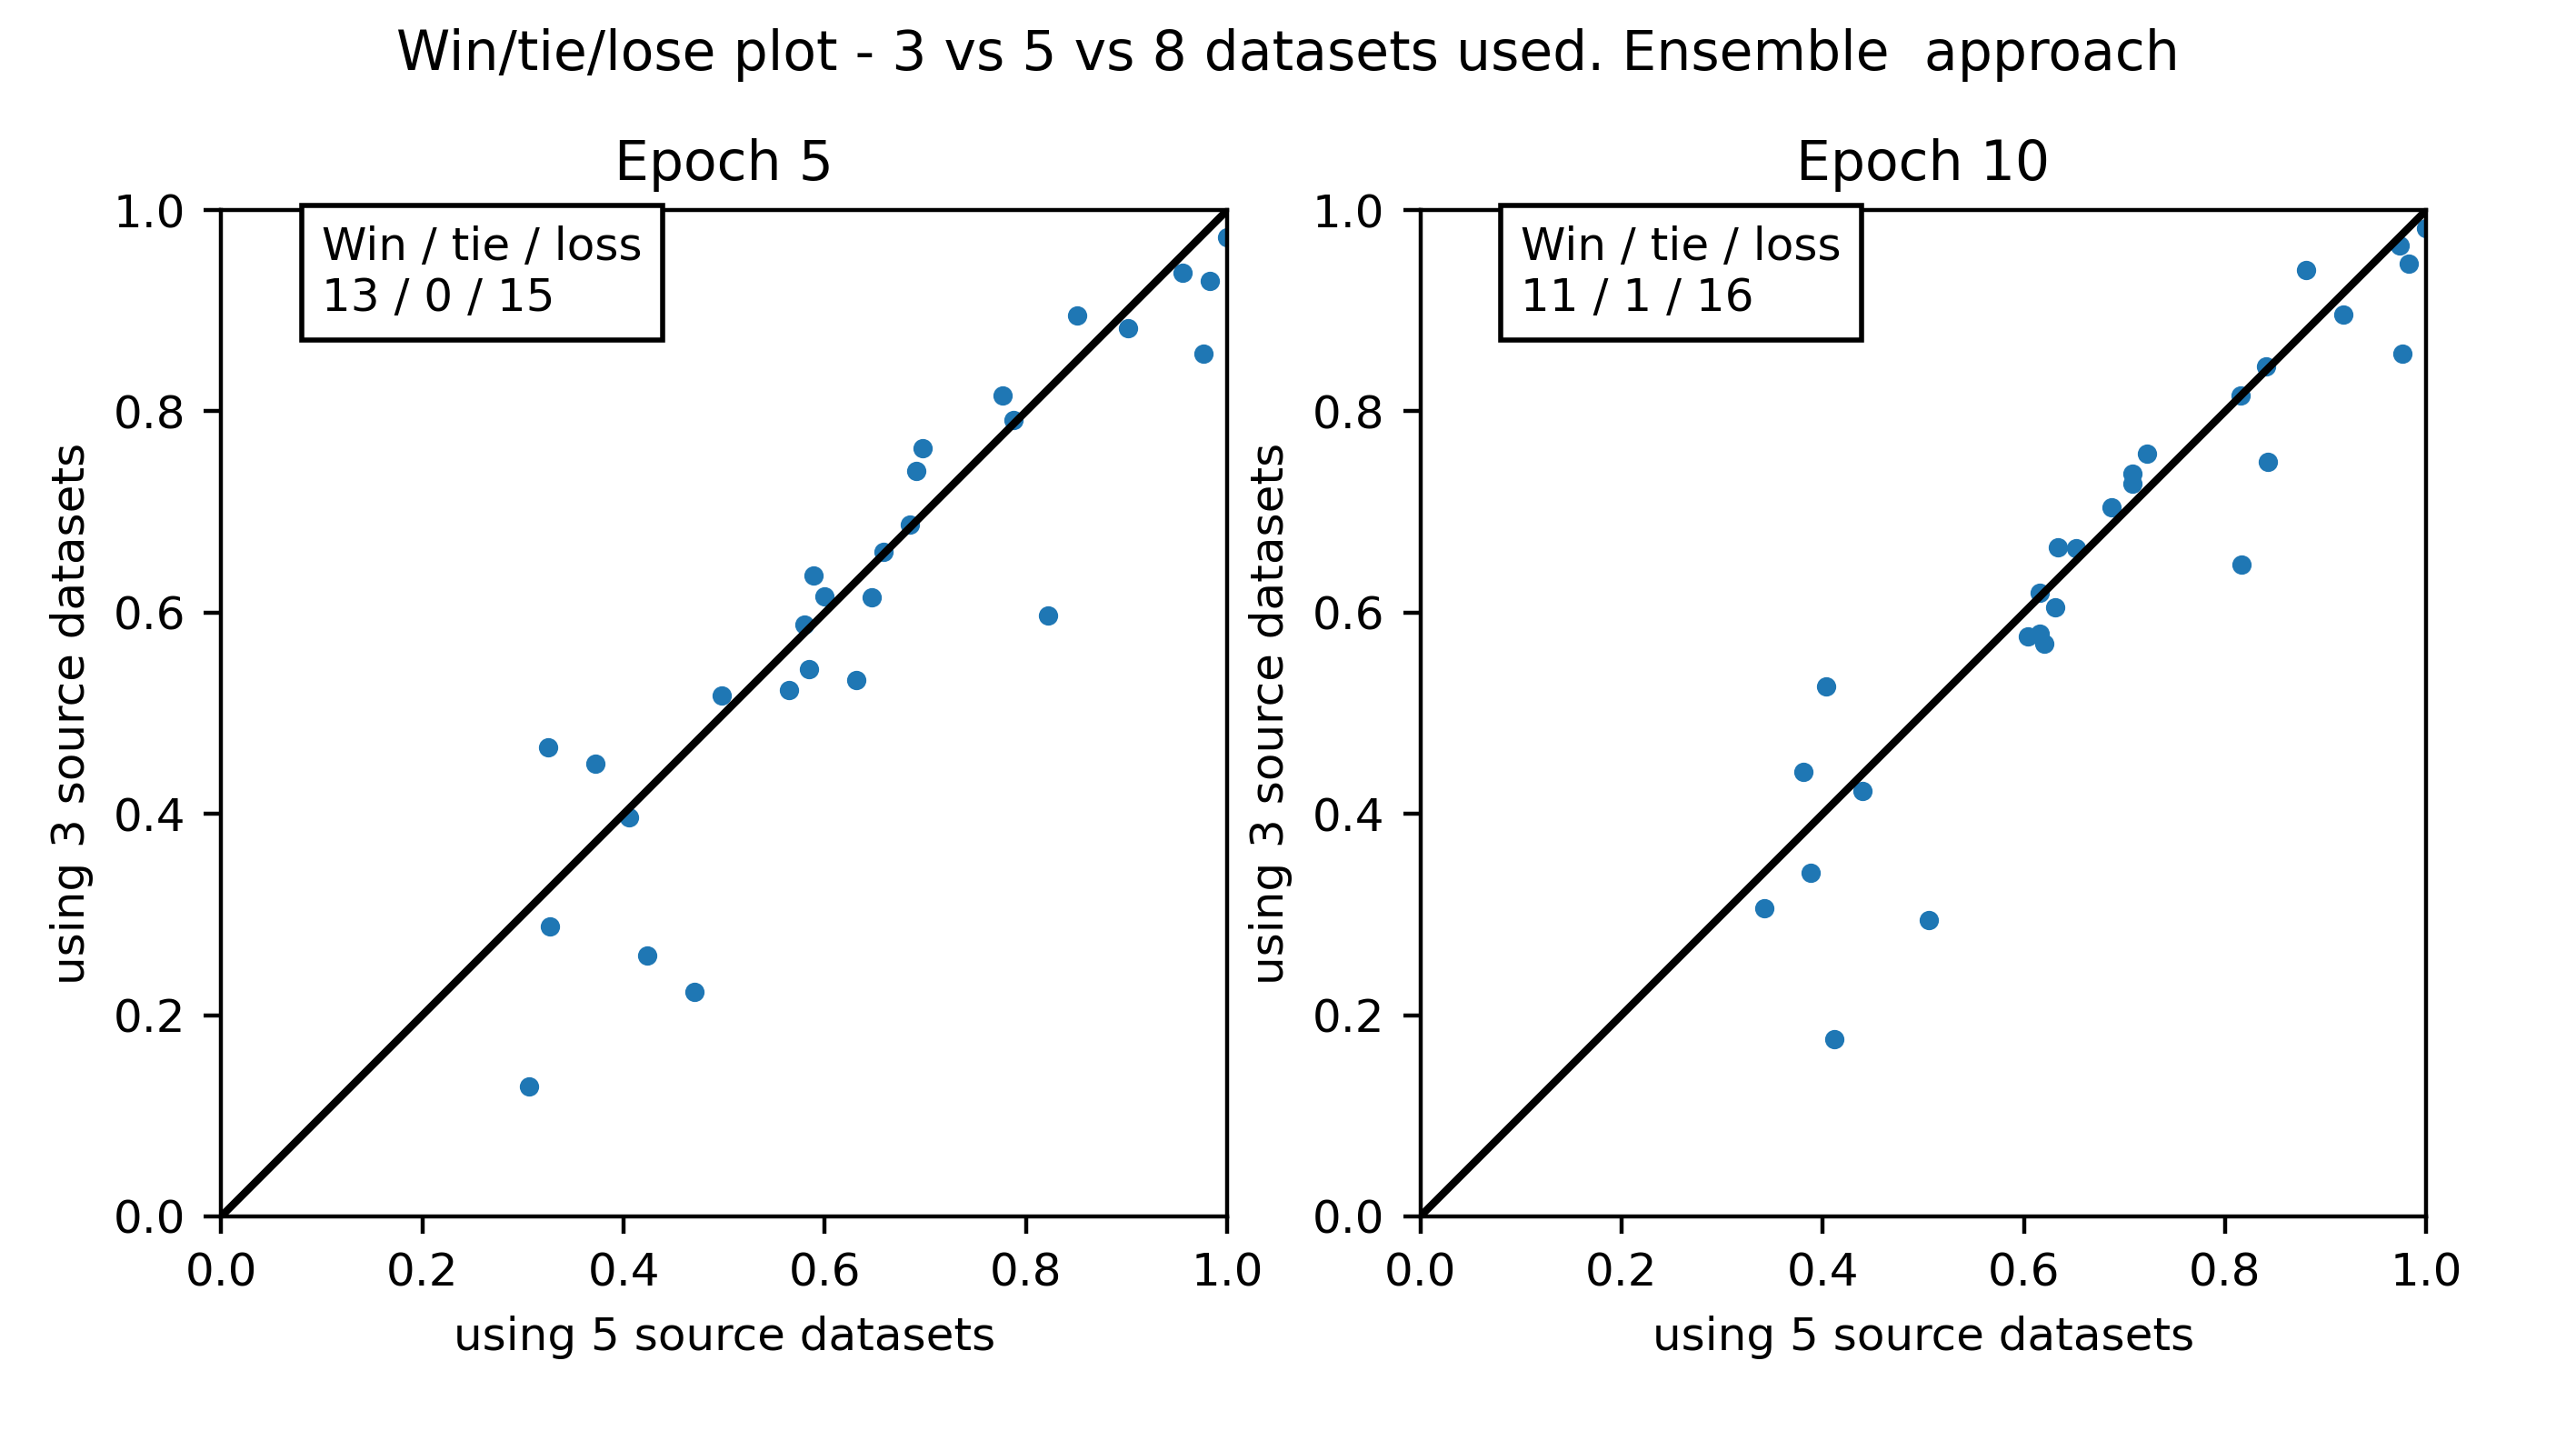 Win/tie/lose plot - 3 vs 5 vs 8 datasets used. Ensemble  approach
Epoch 5
Win / tie / loss
13 / 0 / 15
1.0
0.8
0.6
0.4
0.2
0.0
using 3 source datasets
0.0 0.2 0.4 0.6 0.8 1.0
using 5 source datasets
Epoch 10
Win / tie / loss
11 / 1 / 16
1.0
0.8
0.6
0.4
0.2
0.0
using 3 source datasets
0.0 0.2 0.4 0.6 0.8 1.0
using 5 source datasets